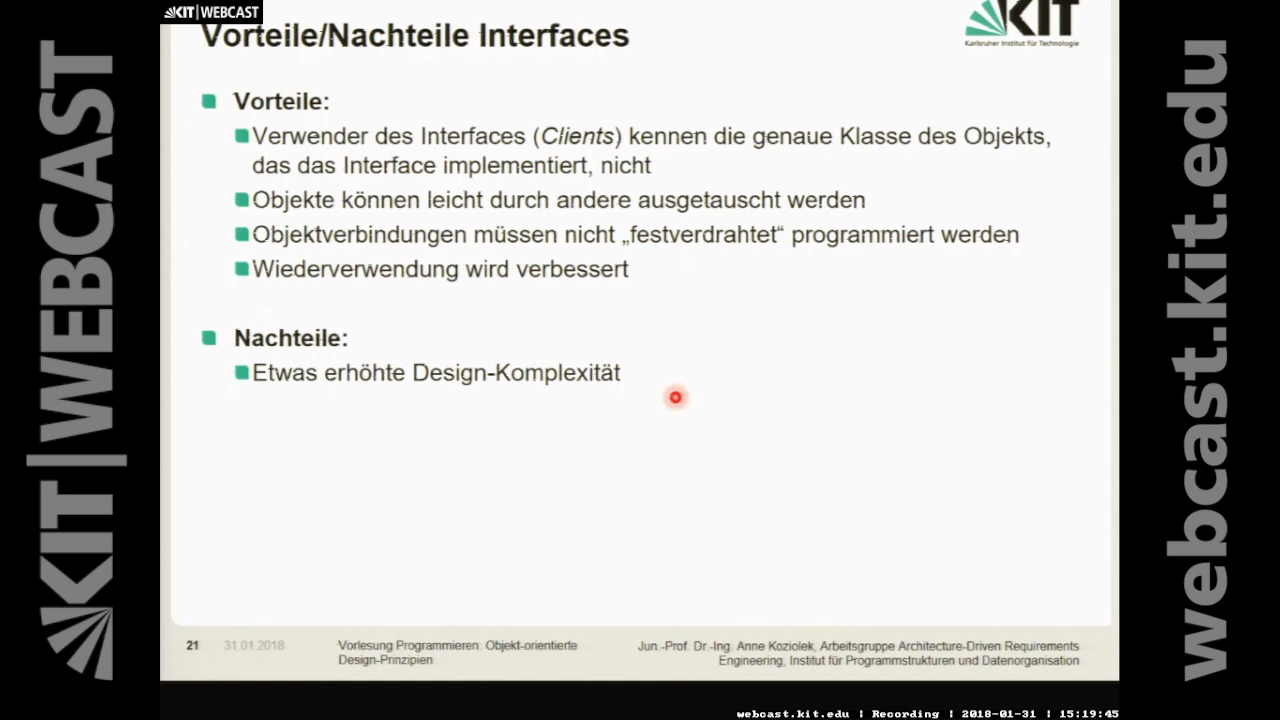 KIT|WEBCAST
KIT|WEBCAST
Vorteile/Nachteile Interfaces
KIT
Karlsruher Institut für Technologie
Vorteile:
Verwender des Interfaces (Clients) kennen die genaue Klasse des Objekts,
das das Interface implementiert, nicht
Objekte können leicht durch andere ausgetauscht werden
Objektverbindungen müssen nicht „festverdrahtet“ programmiert werden
Wiederverwendung wird verbessert
Nachteile:
Etwas erhöhte Design-Komplexität
21
31.01.2018
Vorlesung Programmieren: Objekt-orientierte
Design-Prinzipien
Jun.-Prof. Dr.-Ing. Anne Koziolek, Arbeitsgruppe Architecture-Driven Requirements
Engineering, Institut für Programmstrukturen und Datenorganisation
webcast.kit.edu
webcast.kit.edu | Recording | 2018-01-31 | 15:19:45